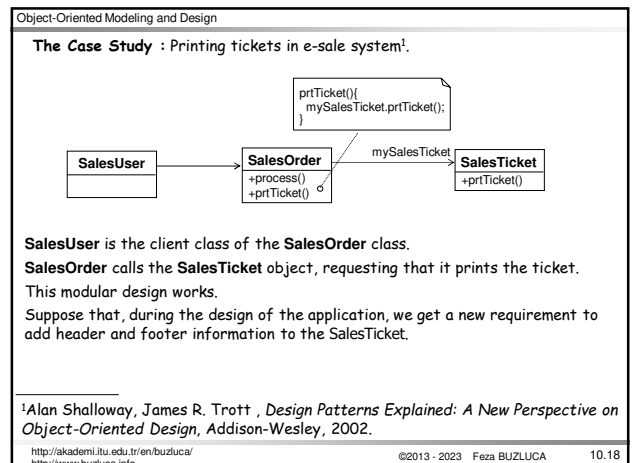 Object-Oriented Modeling and Design
The Case Study : Printing tickets in e-sale system1.
prtTicket(){
mySalesTicket.prtTicket();
}
SalesUser
SalesOrder
+process()
+prtTicket()
mySalesTicket
SalesTicket
+prtTicket()
SalesUser is the client class of the SalesOrder class.
SalesOrder calls the SalesTicket object, requesting that it prints the ticket.
This modular design works.
Suppose that, during the design of the application, we get a new requirement to
add header and footer information to the SalesTicket.
1Alan Shalloway, James R. Trott , Design Patterns Explained: A New Perspective on
Object-Oriented Design, Addison-Wesley, 2002.
http://akademi.itu.edu.tr/en/buzluca/
http://www.buzluca.info
©2013 - 2023 Feza BUZLUCA 10.18